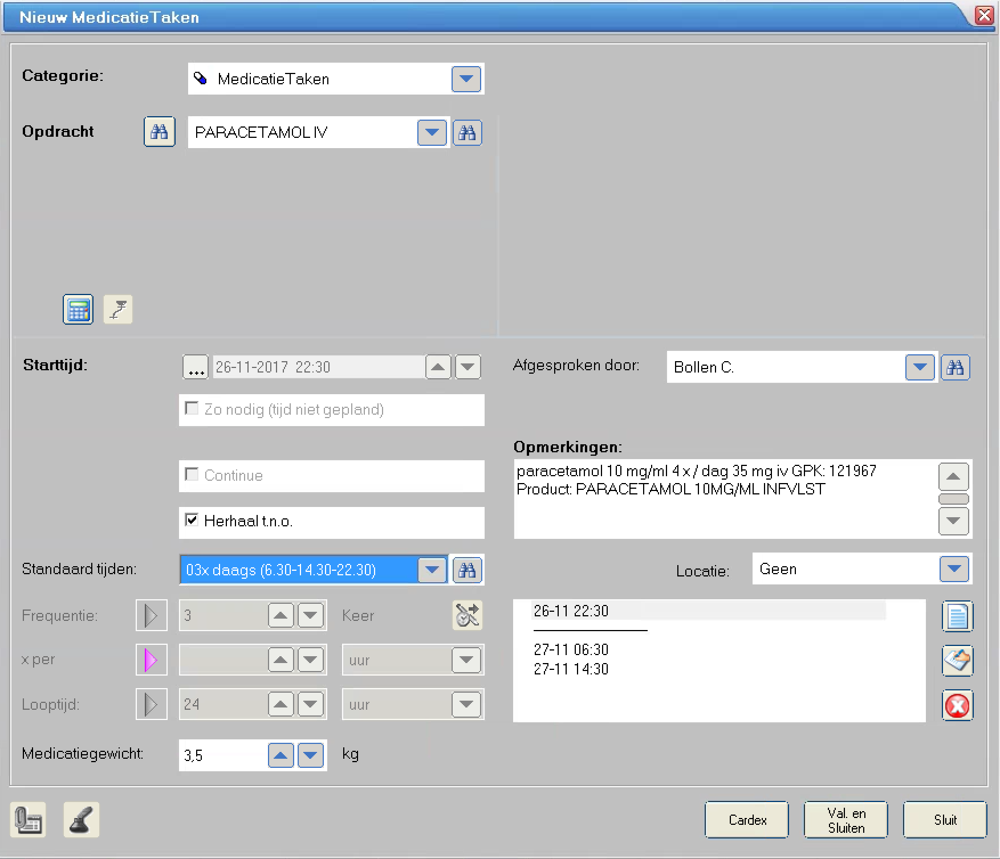 Nieuw MedicatieTaken
Categorie:
MedicatieTaken
Opdracht
PARACETAMOL IV
Starttijd:
... 26-11-2017 22:30
Afgesproken door:
Bollen C.
Zo nodig (tijd niet gepland)
Opmerkingen:
paracetamol 10 mg/ml 4 x / dag 35 mg iv GPK: 121967
Product: PARACETAMOL 10MG/ML INFVLST
Continue
Herhaal t.n.o.
Standaard tijden:
03x daags (6.30-14.30-22.30)
Locatie:
Geen
Frequentie:
3
Keer
26-11 22:30
27-11 06:30
27-11 14:30
x per
uur
Looptijd:
24
uur
Medicatiegewicht:
3,5
kg
Cardex
Val. en
Sluiten
Sluit